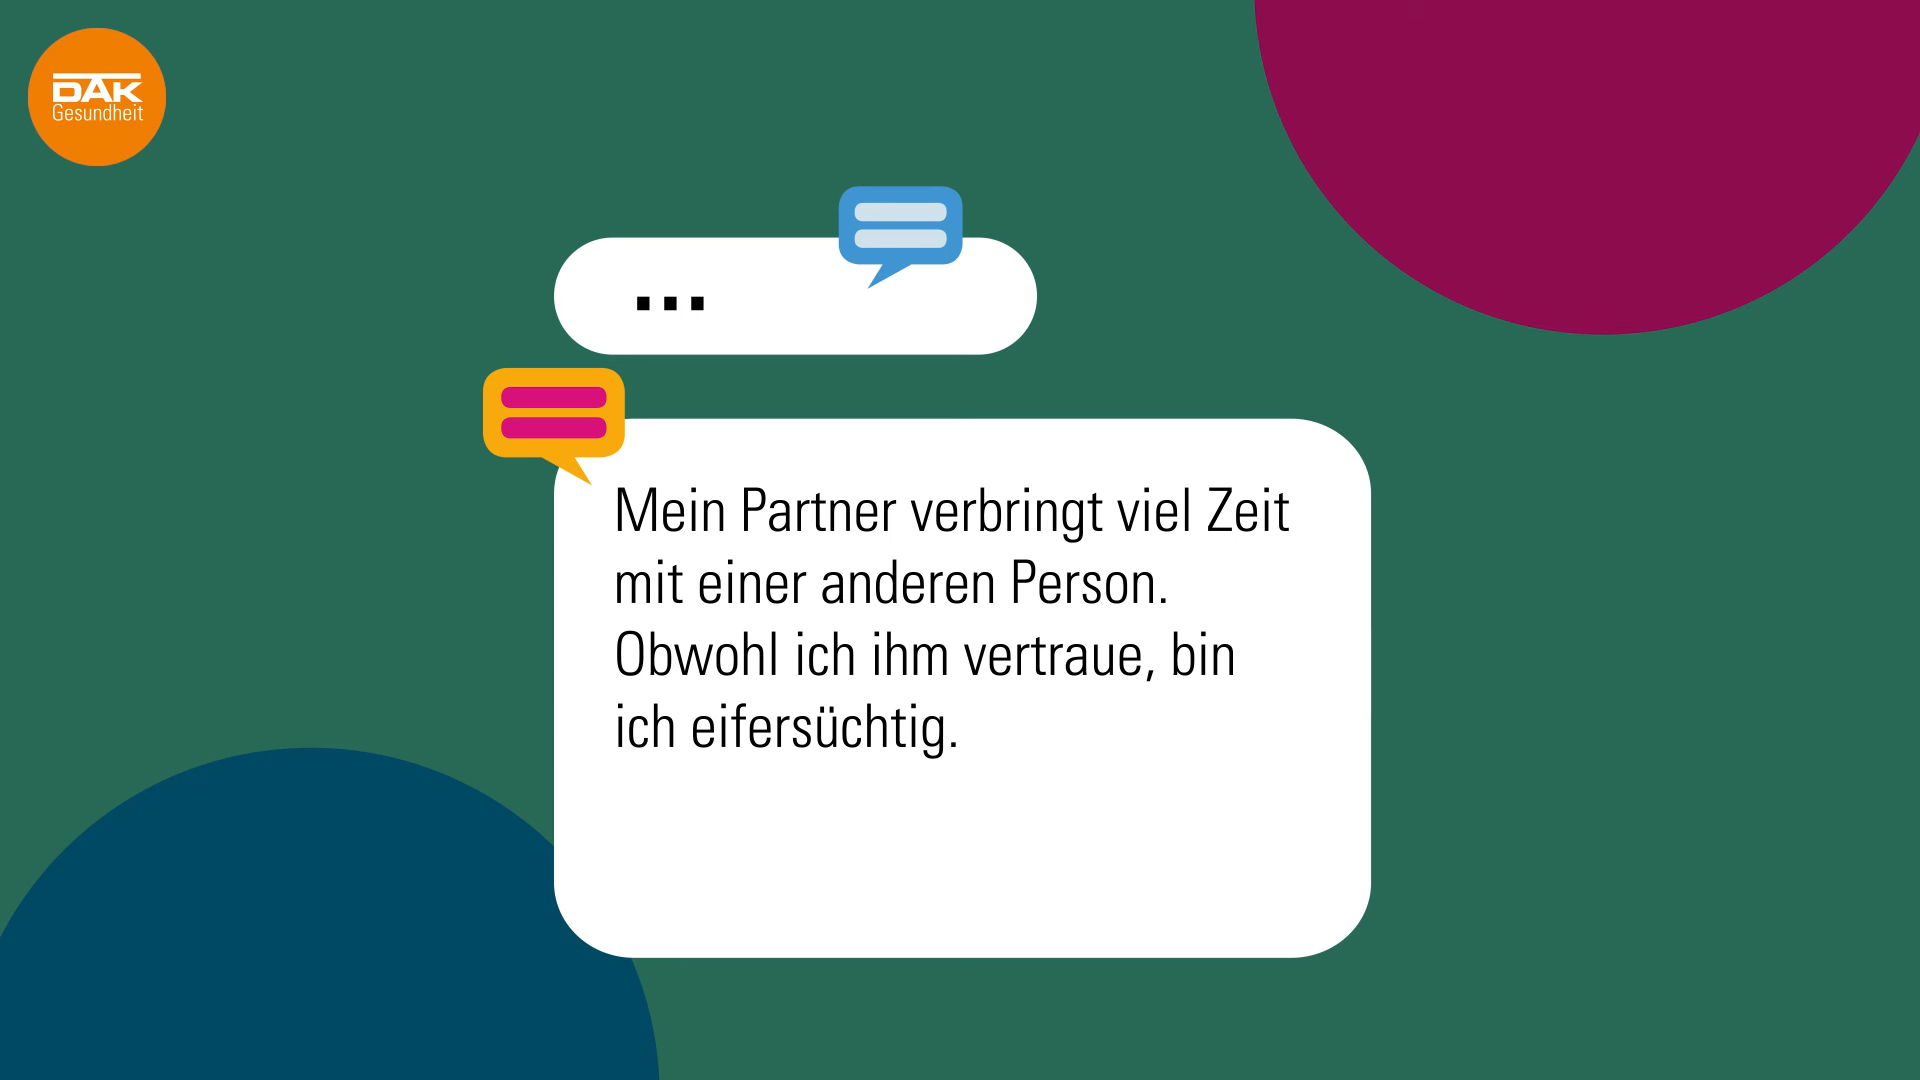 DAK
Gesundheit
...
Mein Partner verbringt viel Zeit
mit einer anderen Person.
Obwohl ich ihm vertraue, bin
ich eifersüchtig.